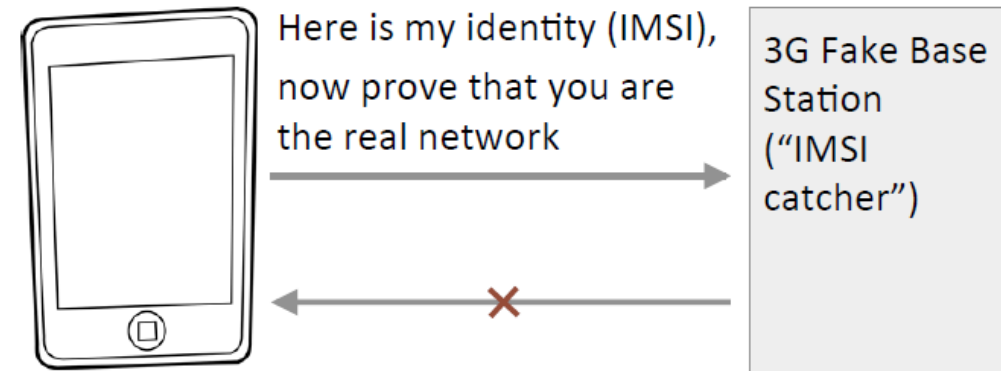 Here is my identity (IMSI),
now prove that you are
the real network
3G Fake Base
Station
(“IMSI
catcher”)